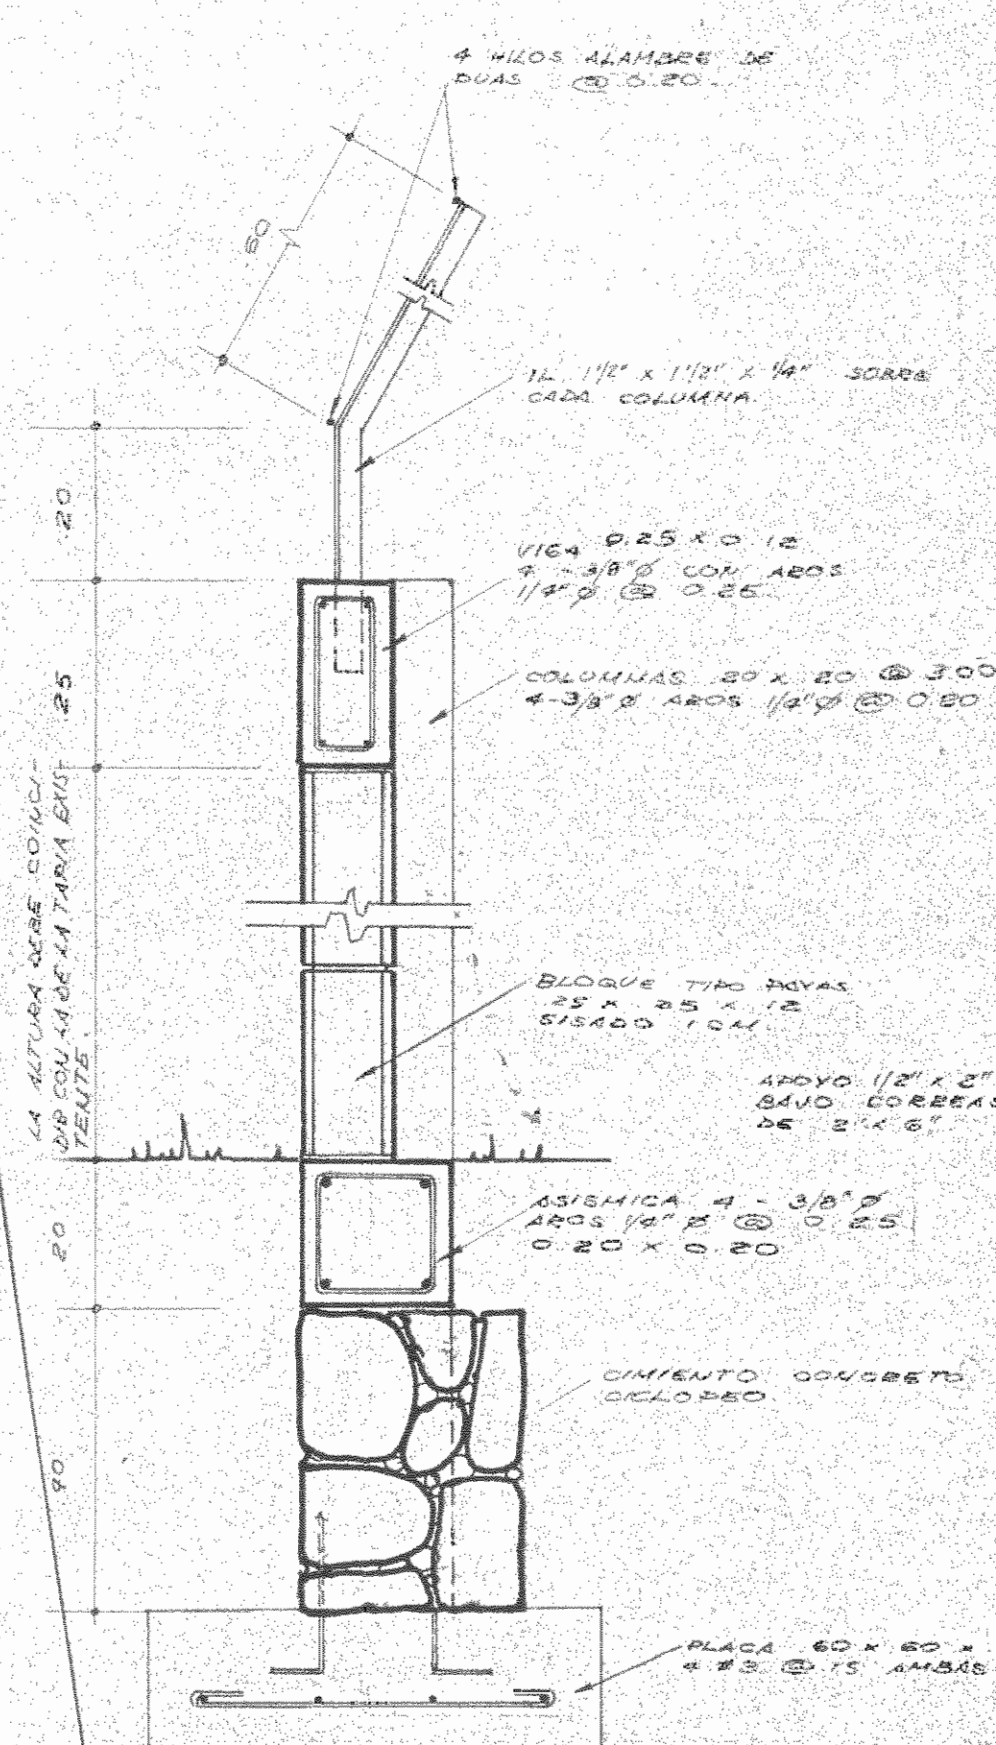 4 HILOS ALAMBRE DE
PUAS @ 0.20
.60
1L 1 1/2" x 1 1/2" x 1/4" SOBRE
CADA COLUMNA.
.20
VIGA 0.25 x 0.12
4 - 3/8" Ø CON AROS
1/4" Ø @ 0.25
25
COLUMNAS 20 x 20 @ 3.00
4-3/8" Ø AROS 1/4" Ø @ 0.20
LA ALTURA DEBE COINCI-
DIR CON LA DE LA TAPIA EXIS-
TENTE.
BLOQUE TIPO PAVAS
25 x 25 x 12
SISADO 1 CM.
APOYO 1/2" x 2"
BAJO CORREAS
DE 2" x 6"
20
ASISMICA 4 - 3/8" Ø
AROS 1/4" Ø @ 0.25
0.20 x 0.20
CIMIENTO CONCRETO
CICLOPEO.
40
PLACA 60 x 60 x
4 #3 @ 15 AMBAS